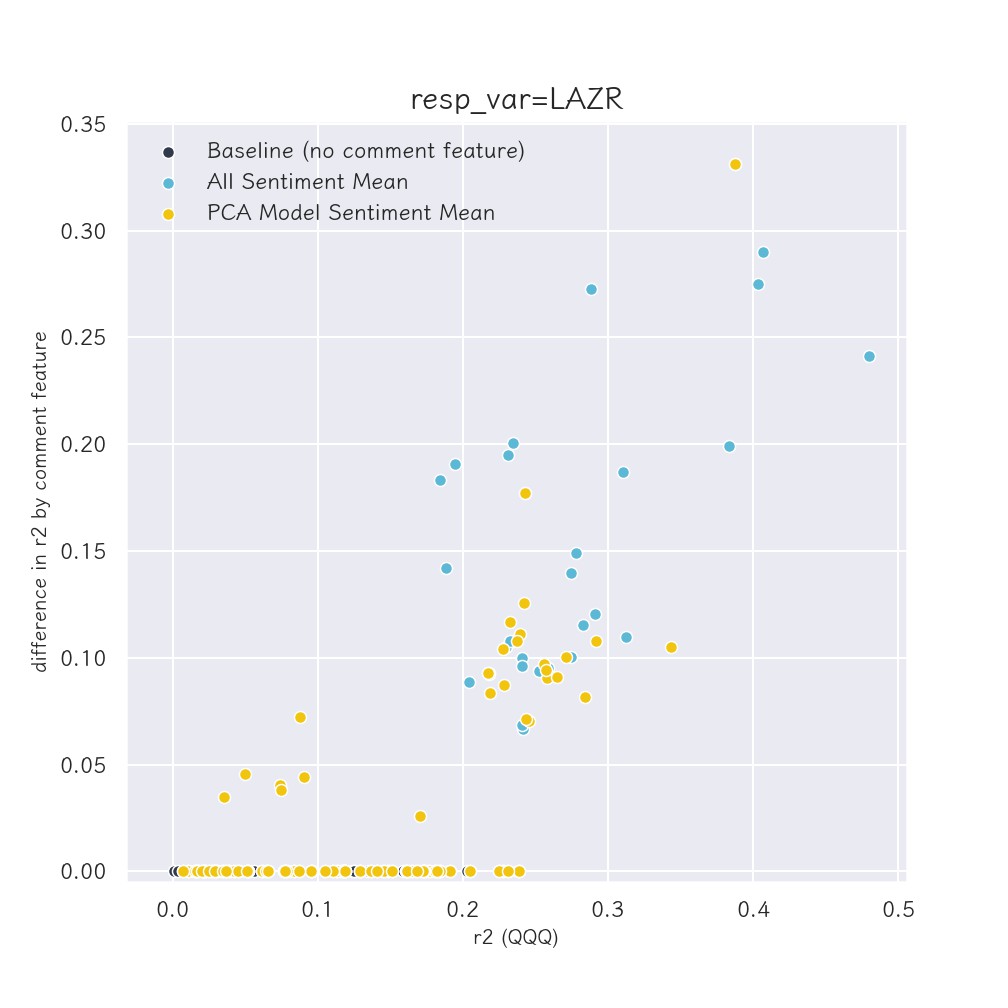 resp_var=LAZR
0.35
0.30
0.25
0.20
0.15
0.10
0.05
0.00
difference in r2 by comment feature
Baseline (no comment feature)
All Sentiment Mean
PCA Model Sentiment Mean
0.0 0.1 0.2 0.3 0.4 0.5
r2 (QQQ)